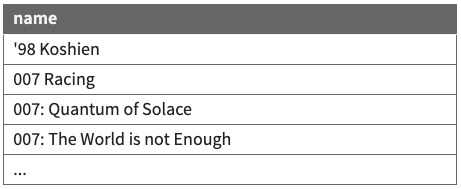 name
'98 Koshien
007 Racing
007: Quantum of Solace
007: The World is not Enough
...